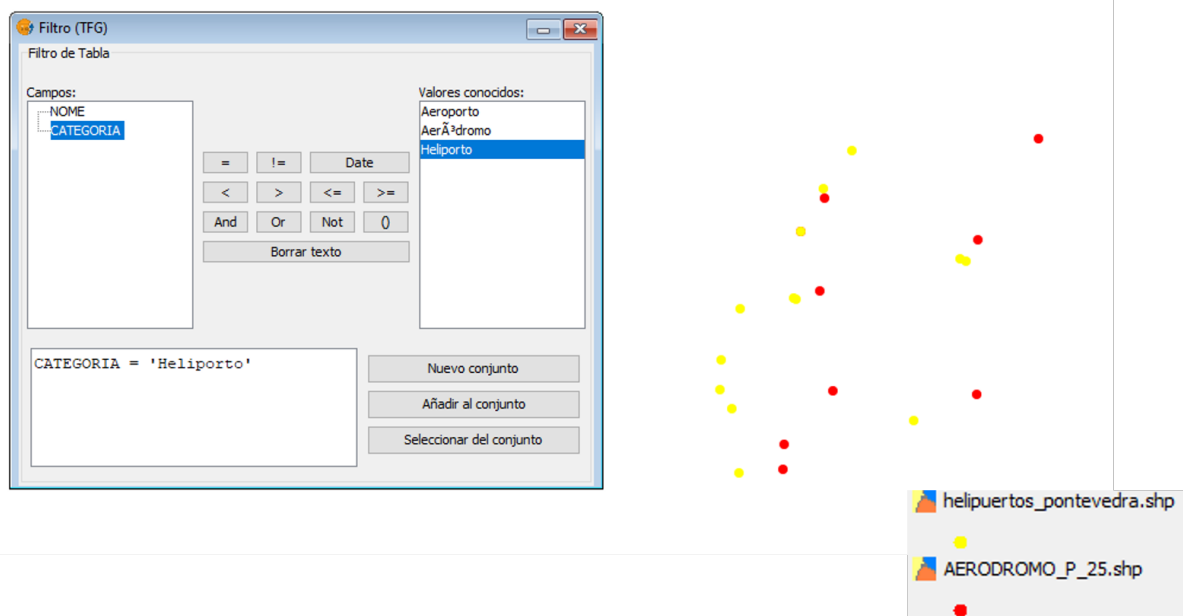 Filtro (TFG)
Filtro de Tabla
Campos:
NOME
CATEGORIA
Valores conocidos:
Aeroporto
AerÃ³dromo
Heliporto
= != Date
< > <= >=
And Or Not ()
Borrar texto
CATEGORIA = 'Heliporto'
Nuevo conjunto
Añadir al conjunto
Seleccionar del conjunto
helipuertos_pontevedra.shp
AERODROMO_P_25.shp